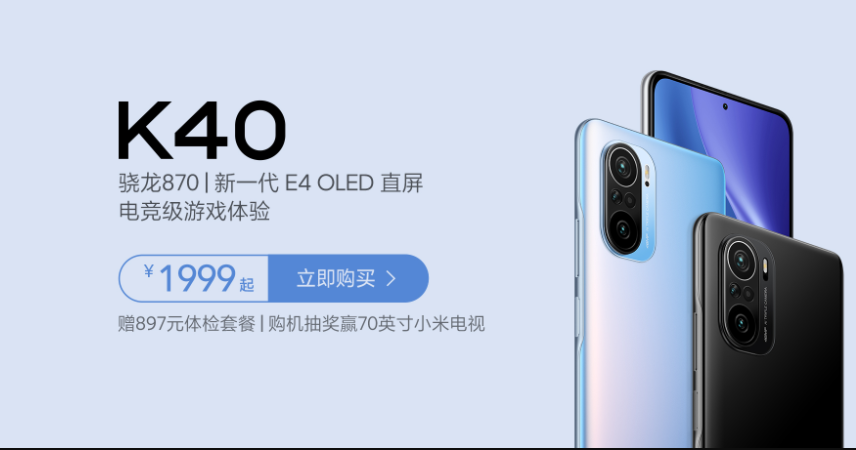 K40
骁龙870 | 新一代 E4 OLED 直屏
电竞级游戏体验
¥1999起 立即购买 >
赠897元体检套餐 | 购机抽奖赢70英寸小米电视